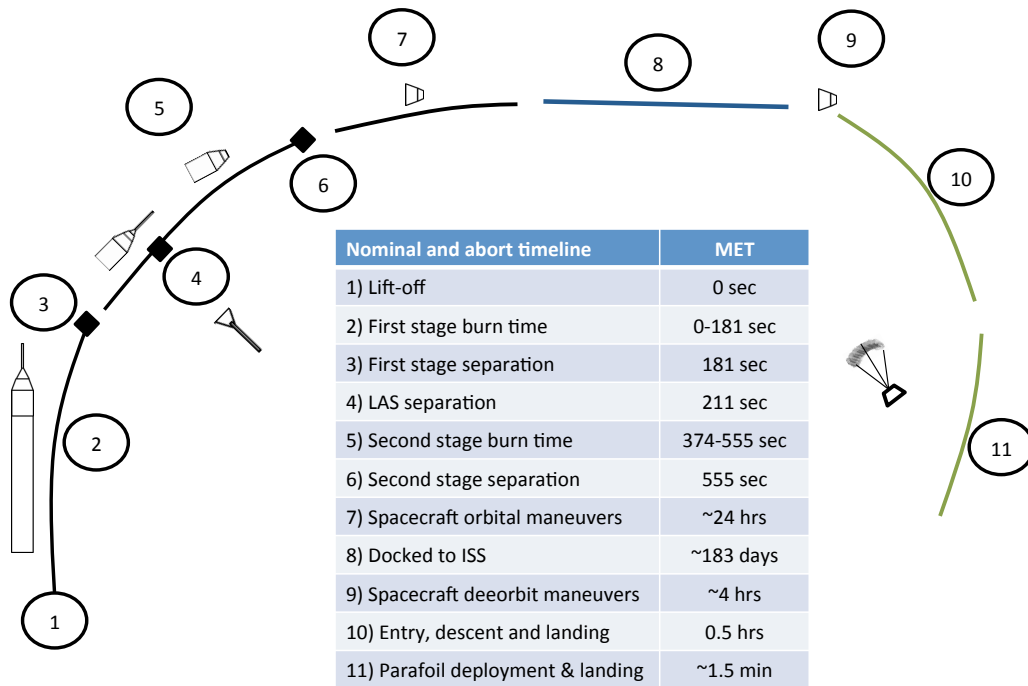 7
9
8
5
6
10
3
4
2
11
1
Nominal and abort timeline MET
1) Lift-off 0 sec
2) First stage burn time 0-181 sec
3) First stage separation 181 sec
4) LAS separation 211 sec
5) Second stage burn time 374-555 sec
6) Second stage separation 555 sec
7) Spacecraft orbital maneuvers ~24 hrs
8) Docked to ISS ~183 days
9) Spacecraft deeorbit maneuvers ~4 hrs
10) Entry, descent and landing 0.5 hrs
11) Parafoil deployment & landing ~1.5 min